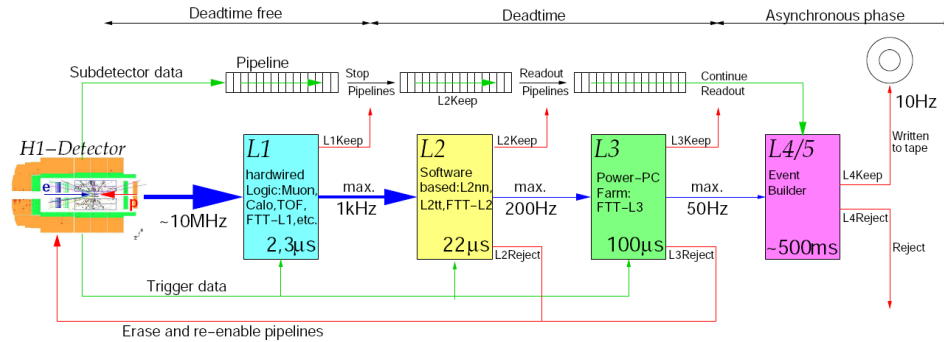 Deadtime free
Deadtime
Asynchronous phase
Subdetector data
Pipeline
Stop
Pipelines
L2Keep
Readout
Pipelines
Continue
Readout
10Hz
H1-Detector
e
p
~10MHz
L1
hardwired
Logic:Muon,
Calo,TOF,
FTT-L1,etc.
2,3µs
L1Keep
max.
1kHz
L2
Software
based:L2nn,
L2tt,FTT-L2
22µs
L2Keep
max.
200Hz
L2Reject
L3
Power-PC
Farm:
FTT-L3
100µs
L3Keep
max.
50Hz
L3Reject
L4/5
Event
Builder
~500ms
L4Keep
Written
to tape
L4Reject
Reject
Trigger data
Erase and re-enable pipelines